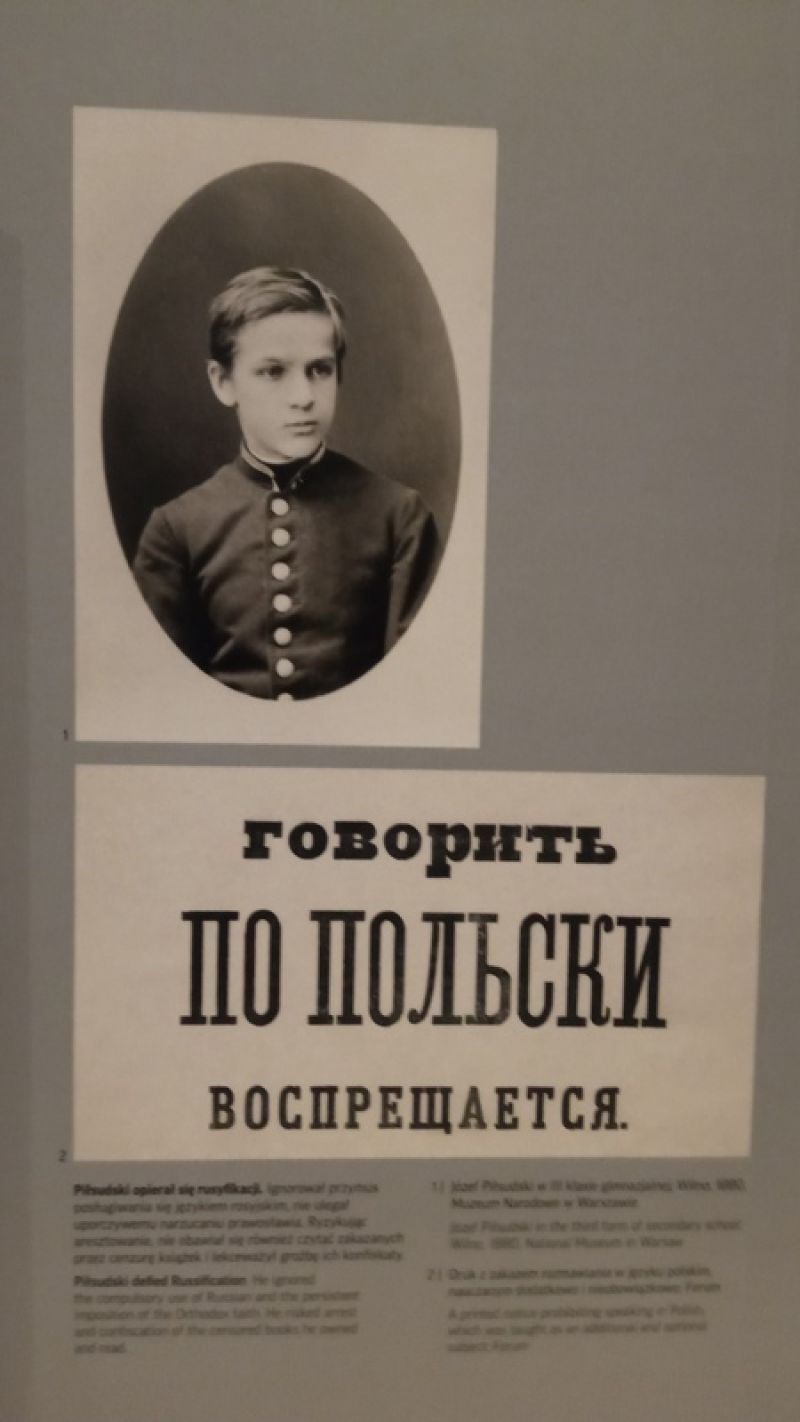 1
говорить
ПО ПОЛЬСКИ
ВОСПРЕЩАЕТСЯ.
2
Piłsudski opierał się rusyfikacji. Ignorował przymus
posługiwania się językiem rosyjskim, nie ulegał
uporczywemu narzucaniu prawosławia. Ryzykując
aresztowanie, nie obawiał się również czytać zakazanych
przez cenzurę książek i lekceważył groźbę ich konfiskaty.
Piłsudski defied Russification. He ignored
the compulsory use of Russian and the persistent
imposition of the Orthodox faith. He risked arrest
and confiscation of the censored books he owned
and read.
1 | Józef Piłsudski w III klasie gimnazjalnej, Wilno, 1880,
Muzeum Narodowe w Warszawie
Józef Piłsudski in the third form of secondary school,
Wilno, 1880, National Museum in Warsaw
2 | Druk z zakazem rozmawiania w języku polskim,
nauczanym dodatkowo i nieobowiązkowo, Forum
A printed notice prohibiting speaking in Polish,
which was taught as an additional and optional
subject, Forum